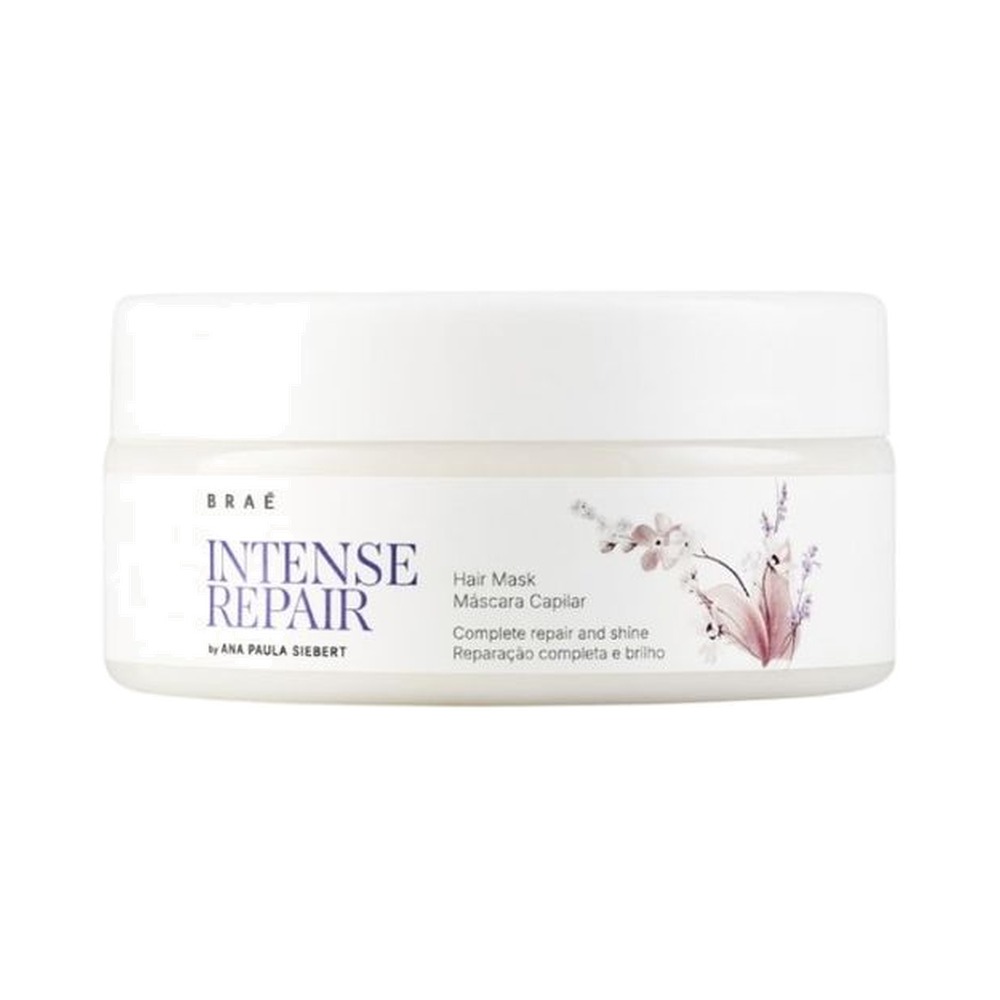 BRAÉ
INTENSE
REPAIR
by ANA PAULA SIEBERT
Hair Mask
Máscara Capilar
Complete repair and shine
Reparação completa e brilho